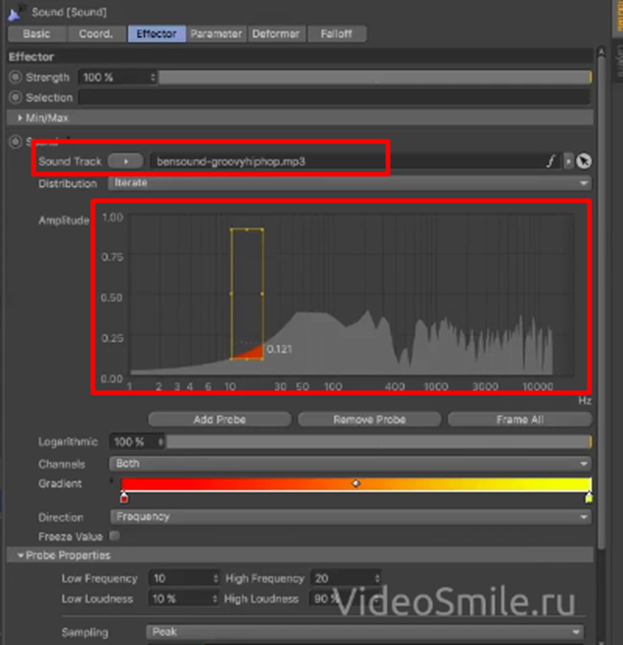 Sound [Sound]
Basic Coord. Effector Parameter Deformer Falloff
Effector
Strength 100 %
Selection
Min/Max
Sound Track bensound-groovyhiphop.mp3 f
Distribution Iterate
Amplitude 1.00
0.75
0.50
0.25
0.121
0.00
1 2 3 4 6 10 30 50 100 400 1000 3000 10000
Hz
Add Probe Remove Probe Frame All
Logarithmic 100 %
Channels Both
Gradient
Direction Frequency
Freeze Value
Probe Properties
Low Frequency 10 High Frequency 20
Low Loudness 10 % High Loudness 90 %
VideoSmile.ru
Sampling Peak